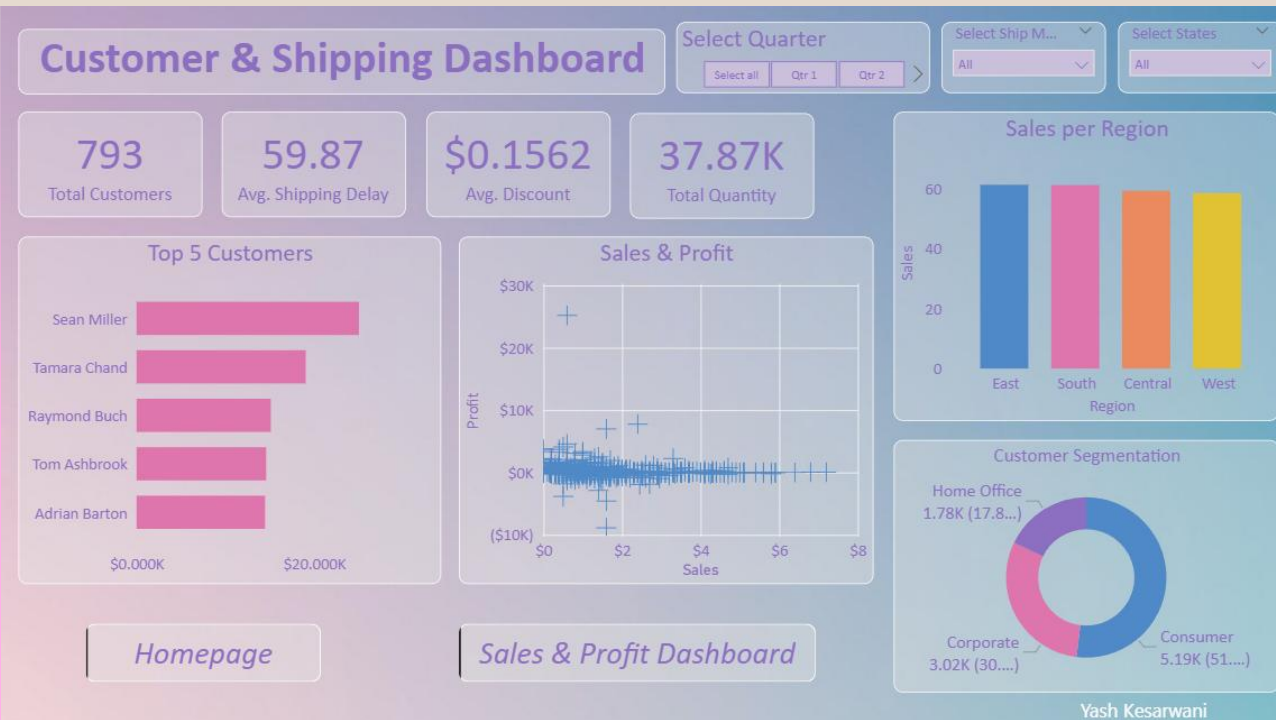 Customer & Shipping Dashboard
Select Quarter
Select all
Qtr 1
Qtr 2
Select Ship M...
All
Select States
All
793
Total Customers
59.87
Avg. Shipping Delay
$0.1562
Avg. Discount
37.87K
Total Quantity
Top 5 Customers
Sean Miller
Tamara Chand
Raymond Buch
Tom Ashbrook
Adrian Barton
$0.000K
$20.000K
Sales & Profit
Profit
$30K
$20K
$10K
$0K
($10K)
$0
$2
$4
$6
$8
Sales
Sales per Region
Sales
60
40
20
0
East
South
Central
West
Region
Customer Segmentation
Home Office
1.78K (17.8...)
Corporate
3.02K (30....)
Consumer
5.19K (51....)
Homepage
Sales & Profit Dashboard
Yash Kesarwani